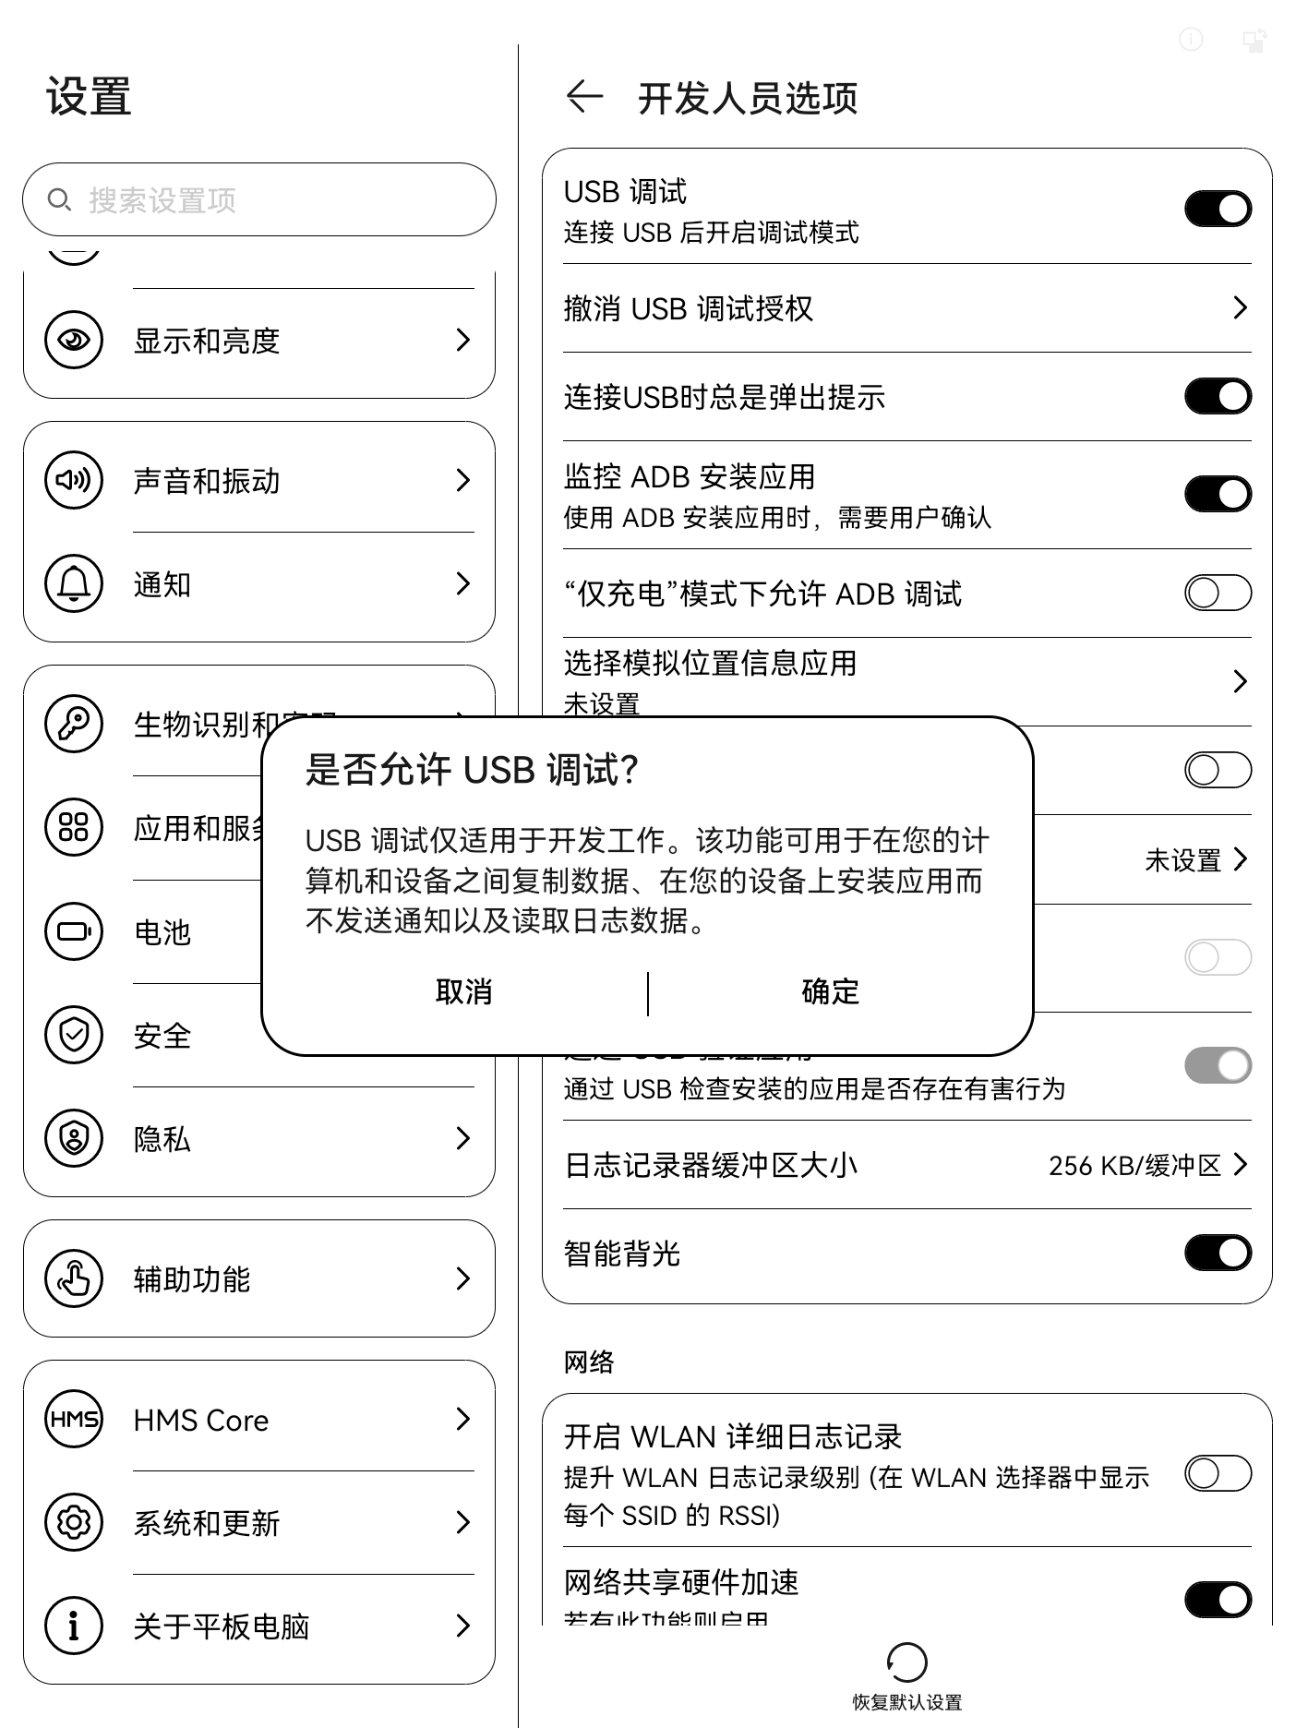 设置
搜索设置项
显示和亮度
声音和振动
通知
生物识别和
应用和服务
电池
安全
隐私
辅助功能
HMS
HMS Core
系统和更新
关于平板电脑
开发人员选项
USB 调试
连接 USB 后开启调试模式
撤消 USB 调试授权
连接USB时总是弹出提示
监控 ADB 安装应用
使用 ADB 安装应用时，需要用户确认
“仅充电”模式下允许 ADB 调试
选择模拟位置信息应用
未设置
是否允许 USB 调试？
USB 调试仅适用于开发工作。该功能可用于在您的计
算机和设备之间复制数据、在您的设备上安装应用而
不发送通知以及读取日志数据。
取消
确定
未设置
通过 USB 检查安装的应用是否存在有害行为
日志记录器缓冲区大小
256 KB/缓冲区
智能背光
网络
开启 WLAN 详细日志记录
提升 WLAN 日志记录级别 (在 WLAN 选择器中显示
每个 SSID 的 RSSI)
网络共享硬件加速
若有此功能则启用
恢复默认设置